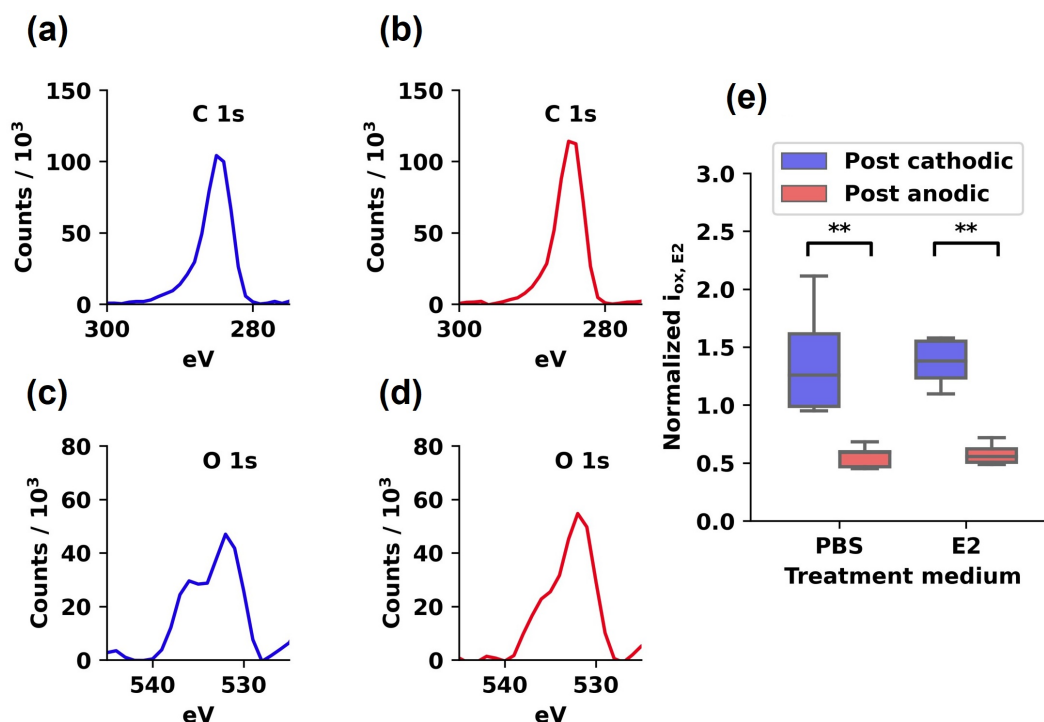 (a)
150
100
50
0
Counts / 10³
C 1s
300
280
eV
(b)
150
100
50
0
Counts / 10³
C 1s
300
280
eV
(c)
80
60
40
20
0
Counts / 10³
O 1s
540
530
eV
(d)
80
60
40
20
0
Counts / 10³
O 1s
540
530
eV
(e)
Post cathodic
Post anodic
3.0
2.5
2.0
1.5
1.0
0.5
0.0
Normalized iox, E2
**
**
PBS
E2
Treatment medium